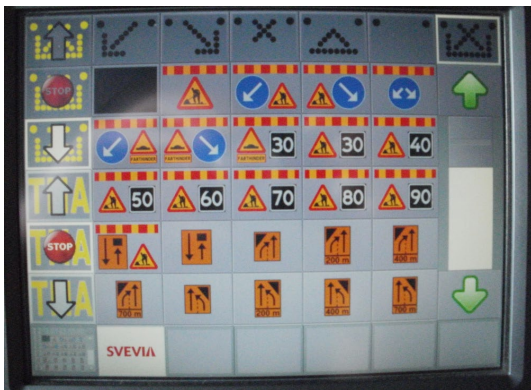 STOP
FARTHINDER FARTHINDER FARTHINDER 30 30 40
TMA 50 60 70 80 90
STOP TMA 200 m 400 m
TMA 700 m 200 m 400 m 700 m
SVEVIA